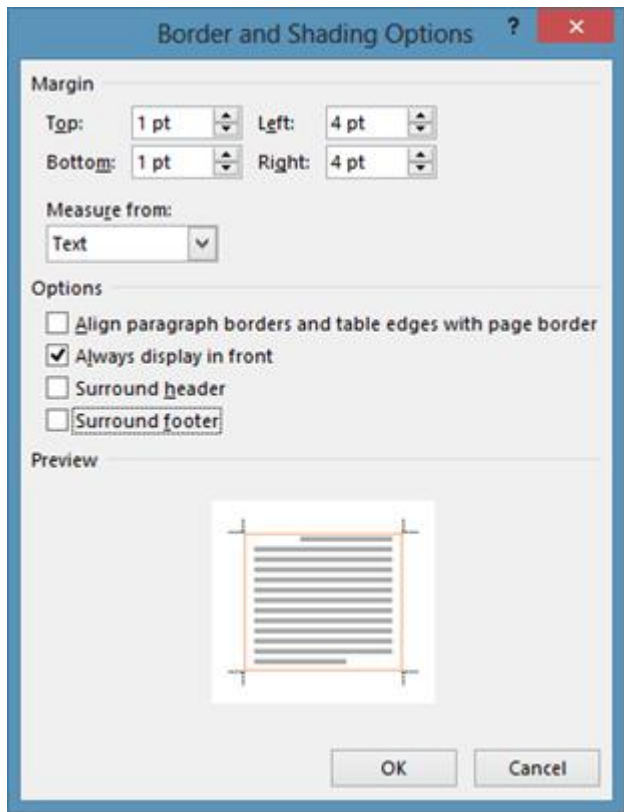 Border and Shading Options ? ×
Margin
Top: 1 pt Left: 4 pt
Bottom: 1 pt Right: 4 pt
Measure from:
Text
Options
Align paragraph borders and table edges with page border
Always display in front
Surround header
Surround footer
Preview
OK Cancel